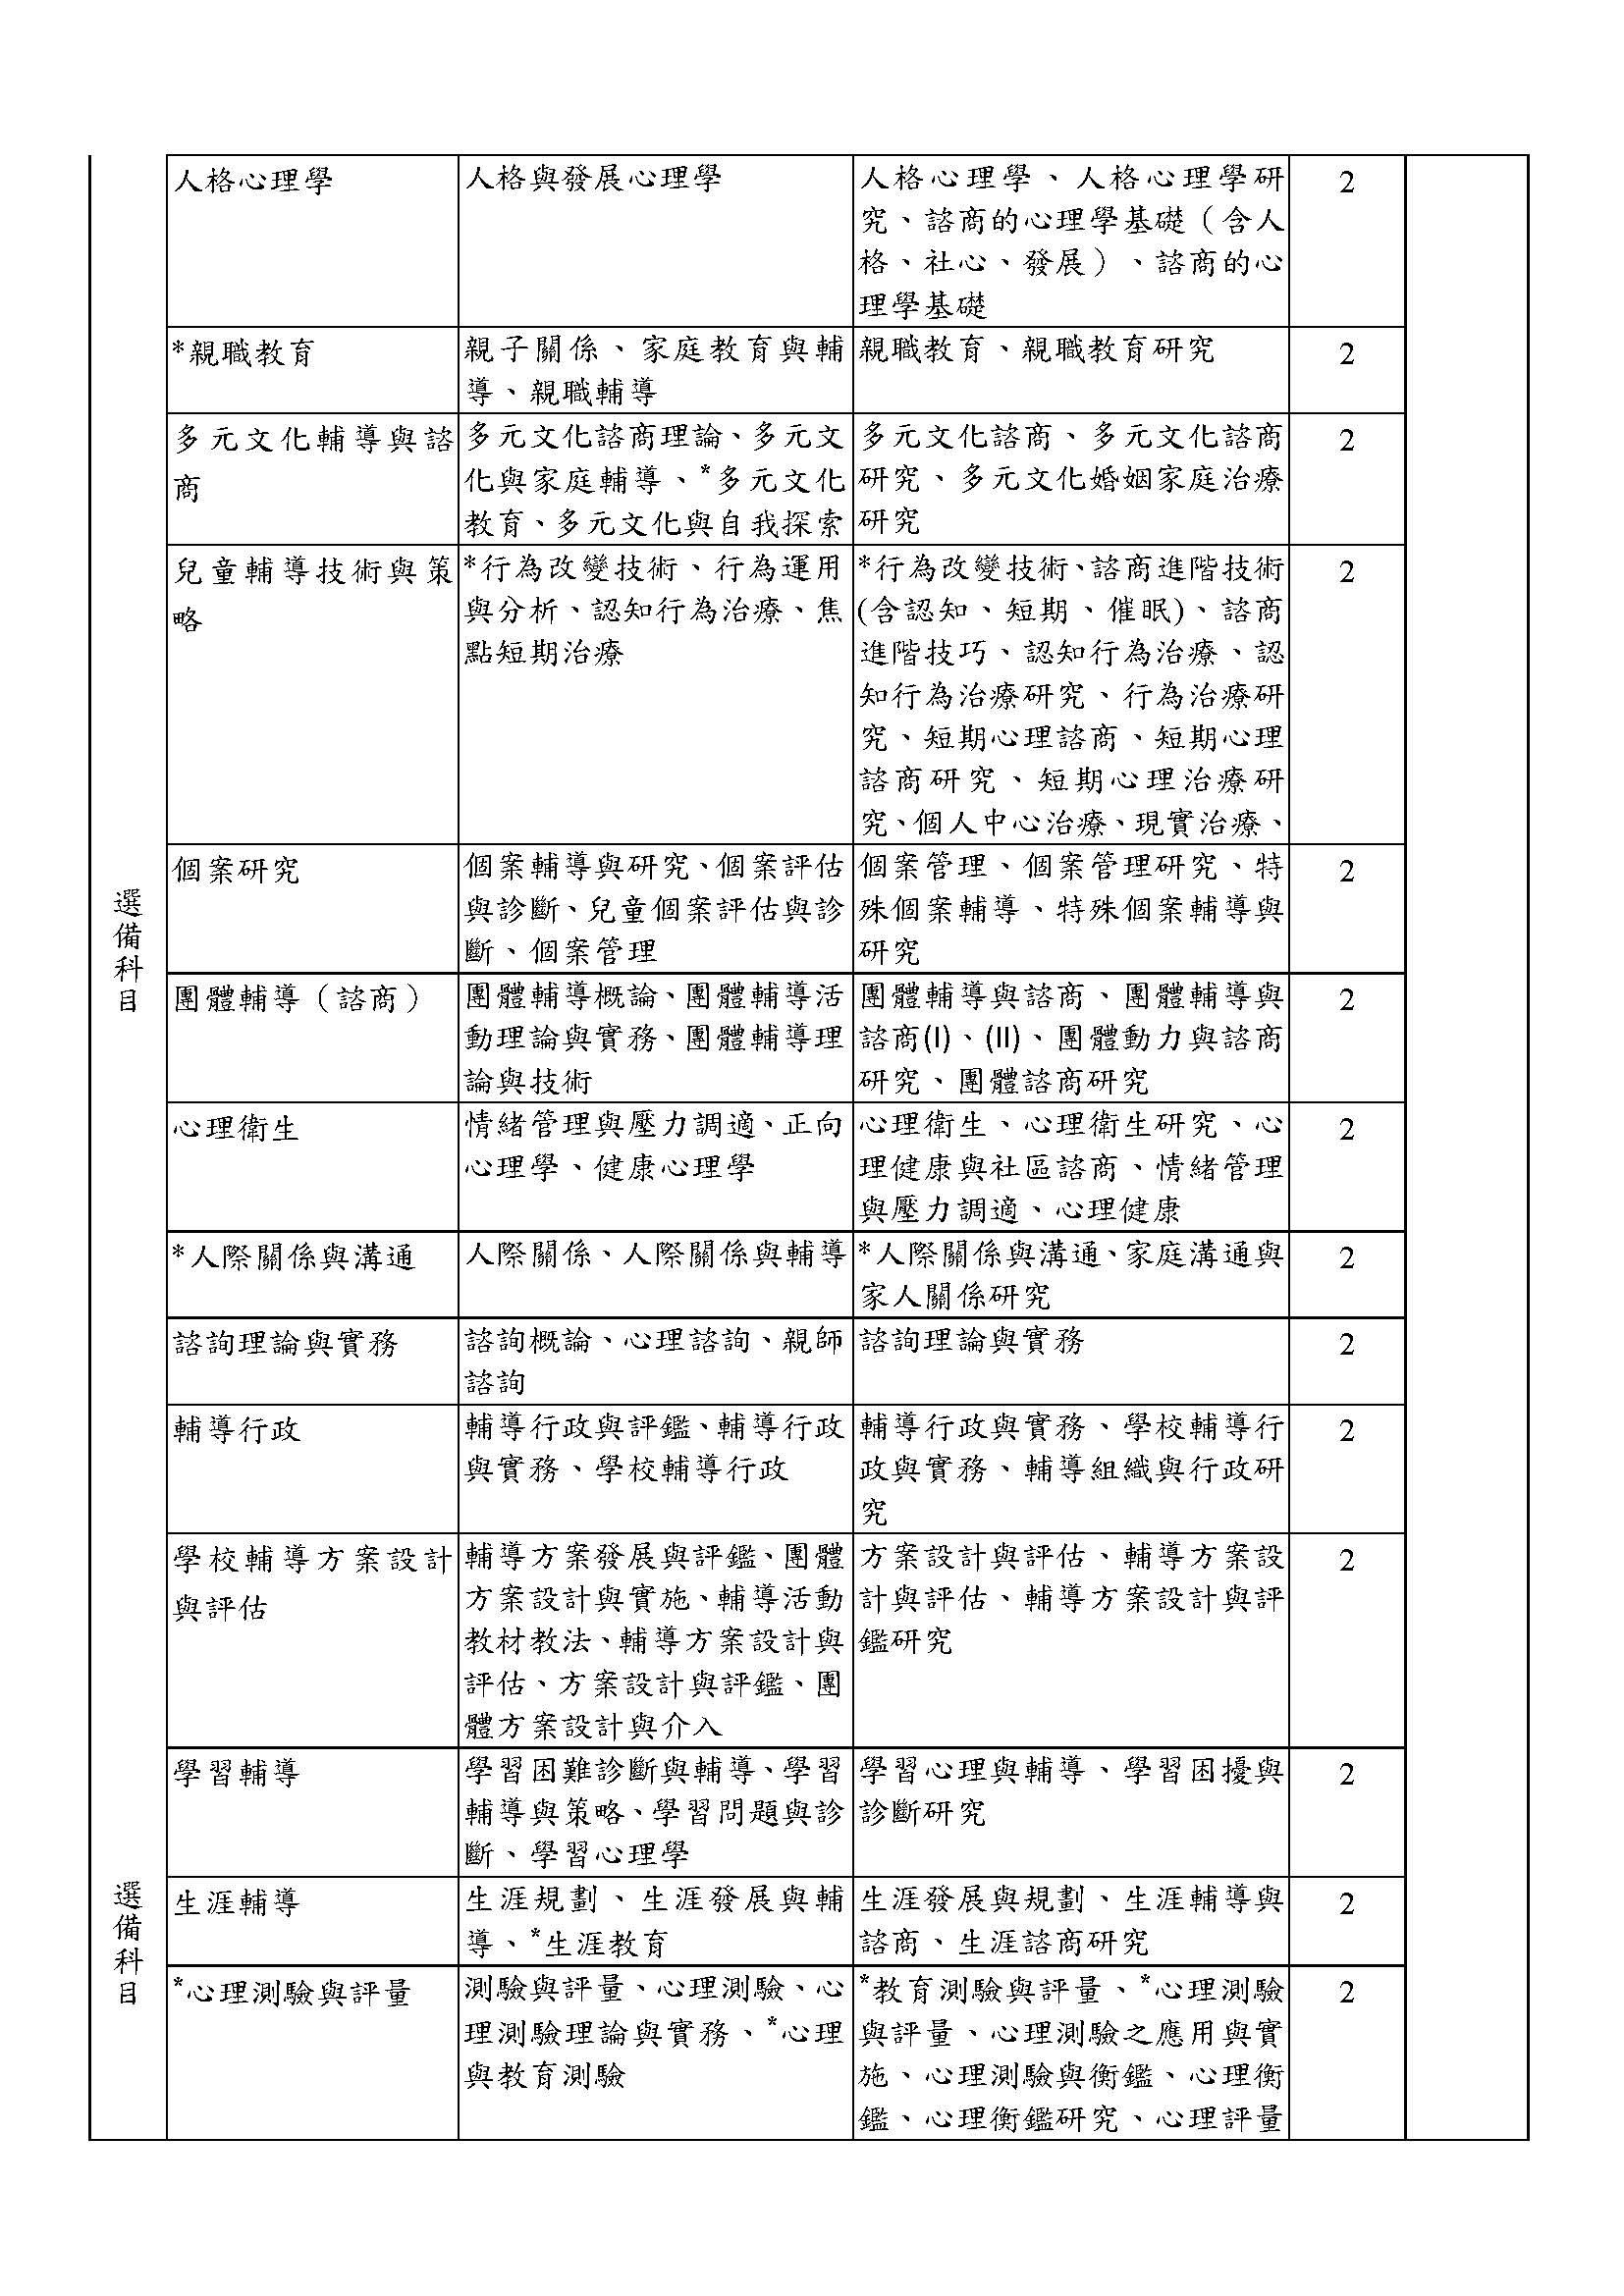 人格心理學
人格與發展心理學
人格心理學、人格心理學研
究、諮商的心理學基礎（含人
格、社心、發展）、諮商的心
理學基礎
2
*親職教育
親子關係、家庭教育與輔
導、親職輔導
親職教育、親職教育研究
2
多元文化輔導與諮
商
多元文化諮商理論、多元文
化與家庭輔導、*多元文化
教育、多元文化與自我探索
多元文化諮商、多元文化諮商
研究、多元文化婚姻家庭治療
研究
2
兒童輔導技術與策
略
*行為改變技術、行為運用
與分析、認知行為治療、焦
點短期治療
*行為改變技術、諮商進階技術
(含認知、短期、催眠)、諮商
進階技巧、認知行為治療、認
知行為治療研究、行為治療研
究、短期心理諮商、短期心理
諮商研究、短期心理治療研
究、個人中心治療、現實治療、
2
選備科目
個案研究
個案輔導與研究、個案評估
與診斷、兒童個案評估與診
斷、個案管理
個案管理、個案管理研究、特
殊個案輔導、特殊個案輔導與
研究
2
團體輔導（諮商）
團體輔導概論、團體輔導活
動理論與實務、團體輔導理
論與技術
團體輔導與諮商、團體輔導與
諮商(I)、(II)、團體動力與諮商
研究、團體諮商研究
2
心理衛生
情緒管理與壓力調適、正向
心理學、健康心理學
心理衛生、心理衛生研究、心
理健康與社區諮商、情緒管理
與壓力調適、心理健康
2
*人際關係與溝通
人際關係、人際關係與輔導
*人際關係與溝通、家庭溝通與
家人關係研究
2
諮詢理論與實務
諮詢概論、心理諮詢、親師
諮詢
諮詢理論與實務
2
輔導行政
輔導行政與評鑑、輔導行政
與實務、學校輔導行政
輔導行政與實務、學校輔導行
政與實務、輔導組織與行政研
究
2
學校輔導方案設計
與評估
輔導方案發展與評鑑、團體
方案設計與實施、輔導活動
教材教法、輔導方案設計與
評估、方案設計與評鑑、團
體方案設計與介入
方案設計與評估、輔導方案設
計與評估、輔導方案設計與評
鑑研究
2
學習輔導
學習困難診斷與輔導、學習
輔導與策略、學習問題與診
斷、學習心理學
學習心理與輔導、學習困擾與
診斷研究
2
選備科目
生涯輔導
生涯規劃、生涯發展與輔
導、*生涯教育
生涯發展與規劃、生涯輔導與
諮商、生涯諮商研究
2
*心理測驗與評量
測驗與評量、心理測驗、心
理測驗理論與實務、*心理
與教育測驗
*教育測驗與評量、*心理測驗
與評量、心理測驗之應用與實
施、心理測驗與衡鑑、心理衡
鑑、心理衡鑑研究、心理評量
2